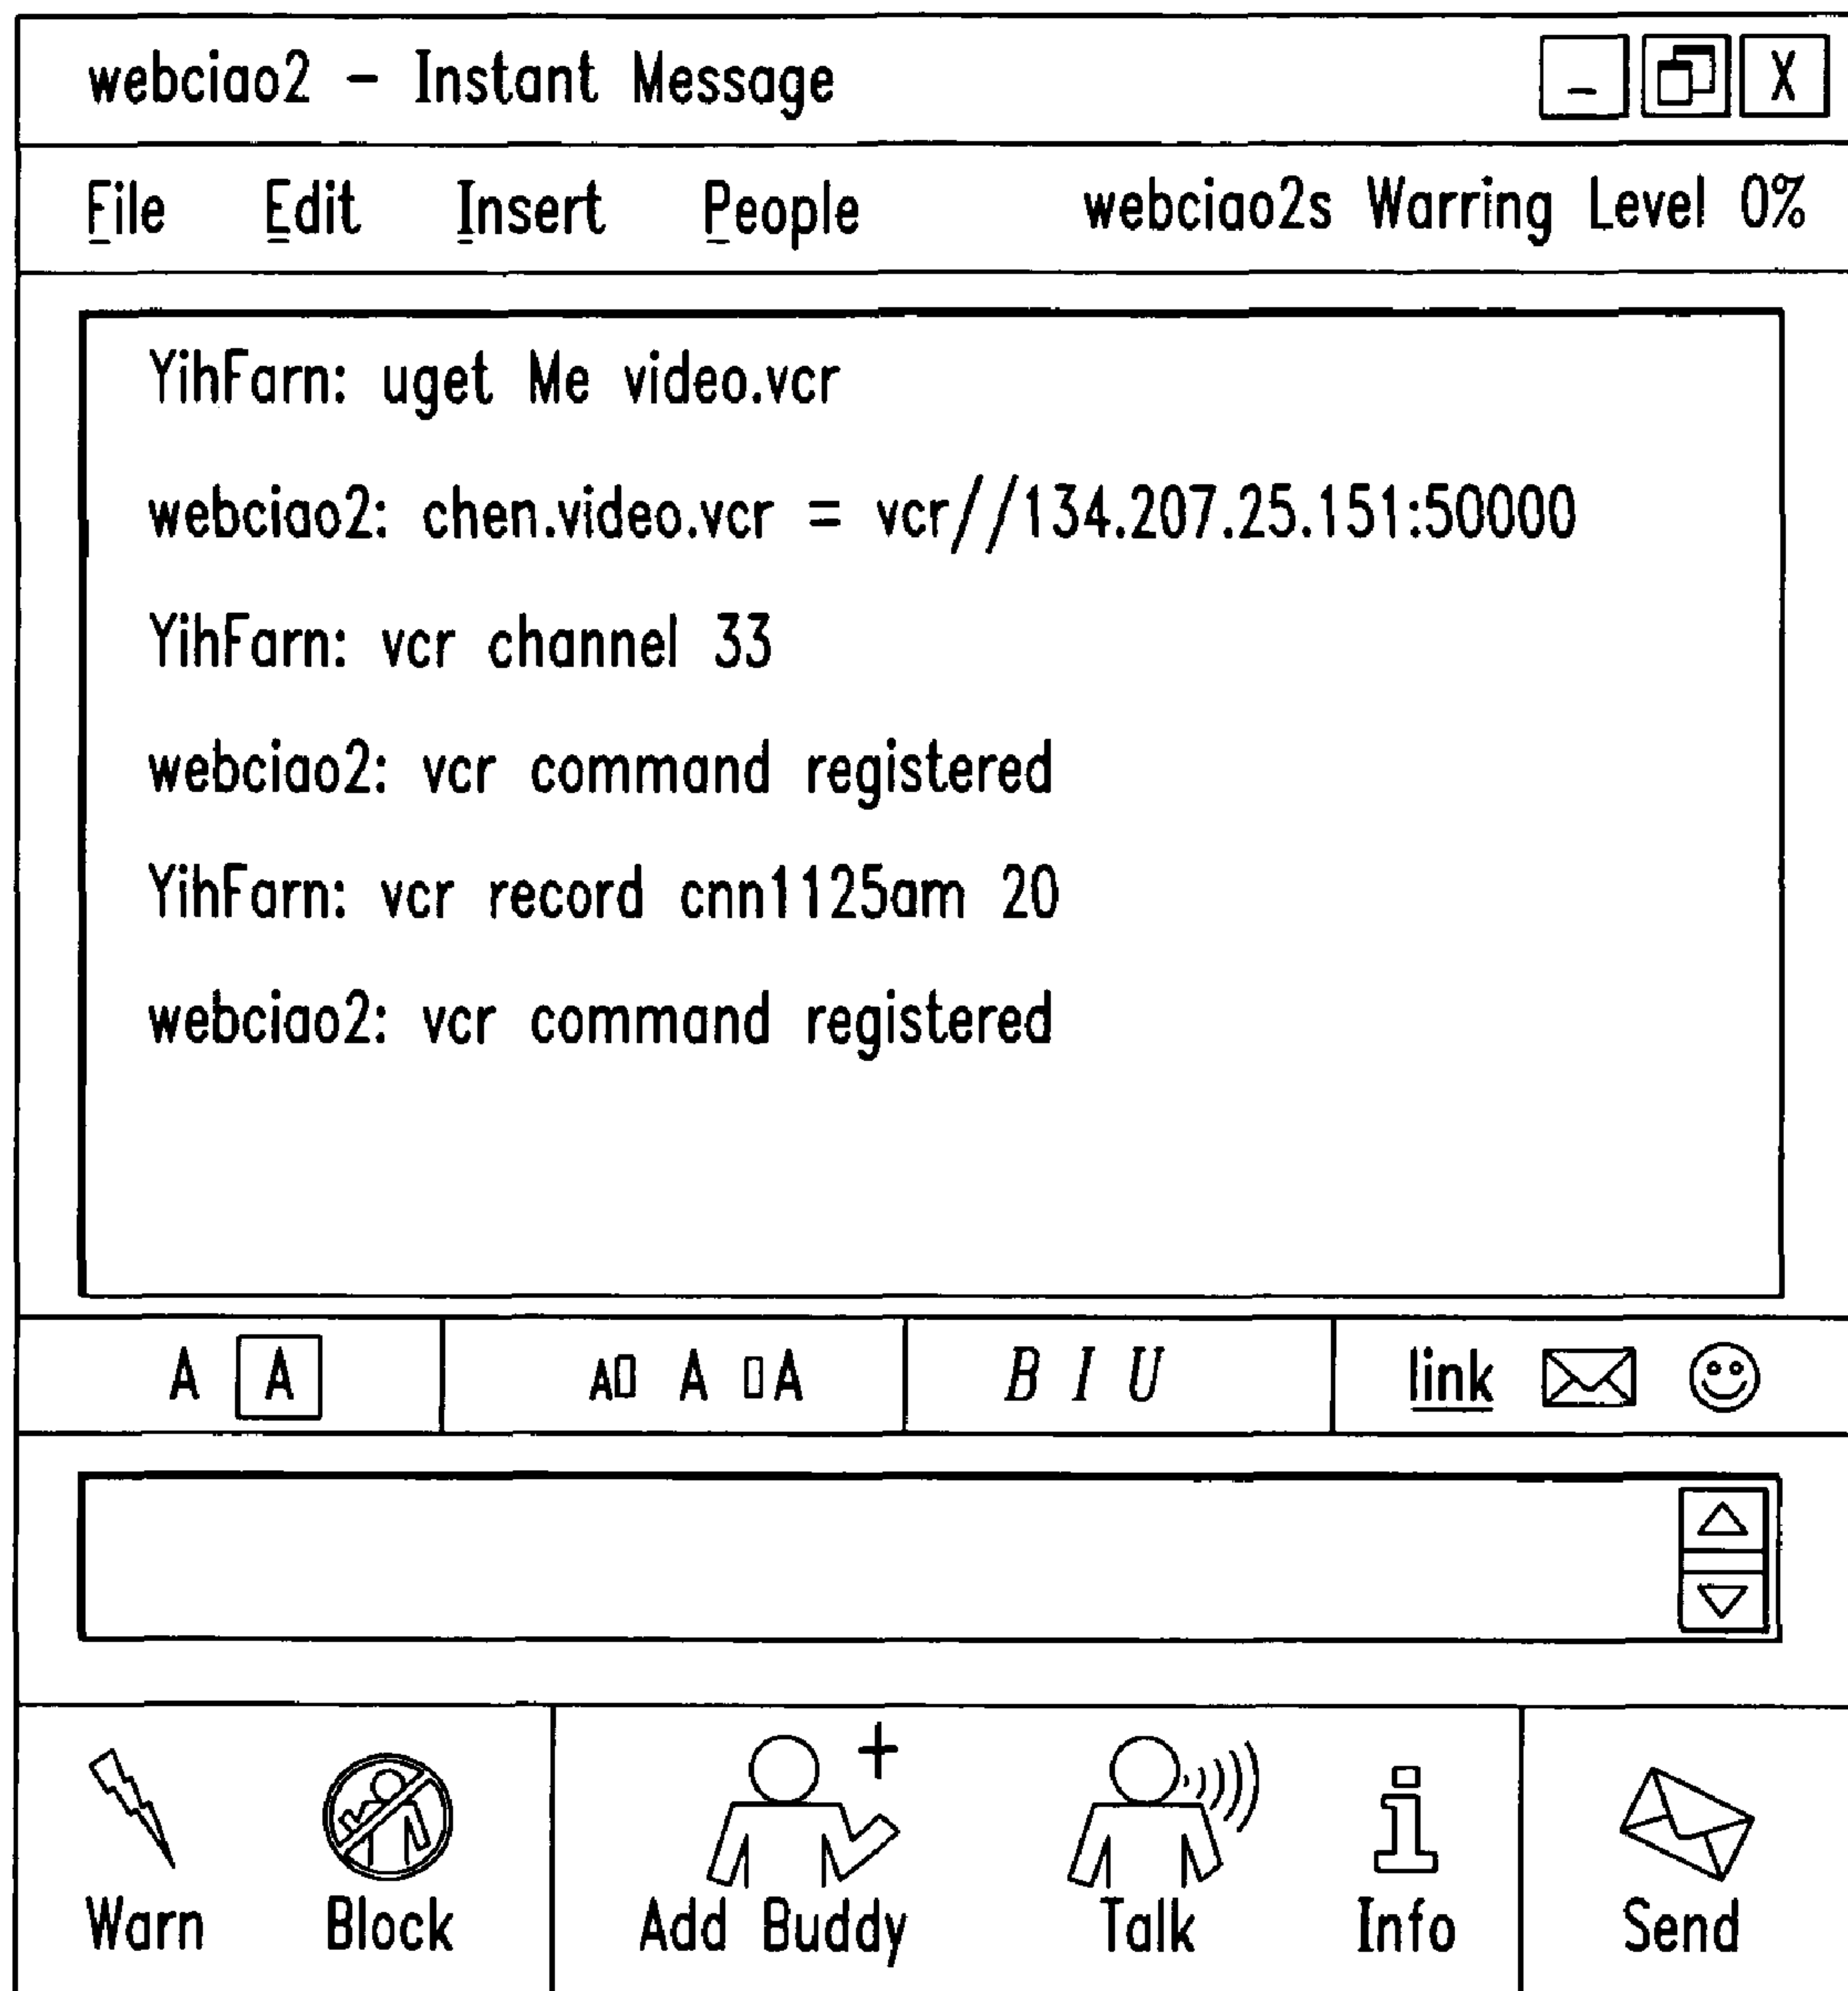 webciao2 – Instant Message _ X
File Edit Insert People webciao2s Warring Level 0%
YihFarn: uget Me video.vcr
webciao2: chen.video.vcr = vcr//134.207.25.151:50000
YihFarn: vcr channel 33
webciao2: vcr command registered
YihFarn: vcr record cnn1125am 20
webciao2: vcr command registered
A A A▯ A ▯A B I U link
Warn Block Add Buddy Talk Info Send